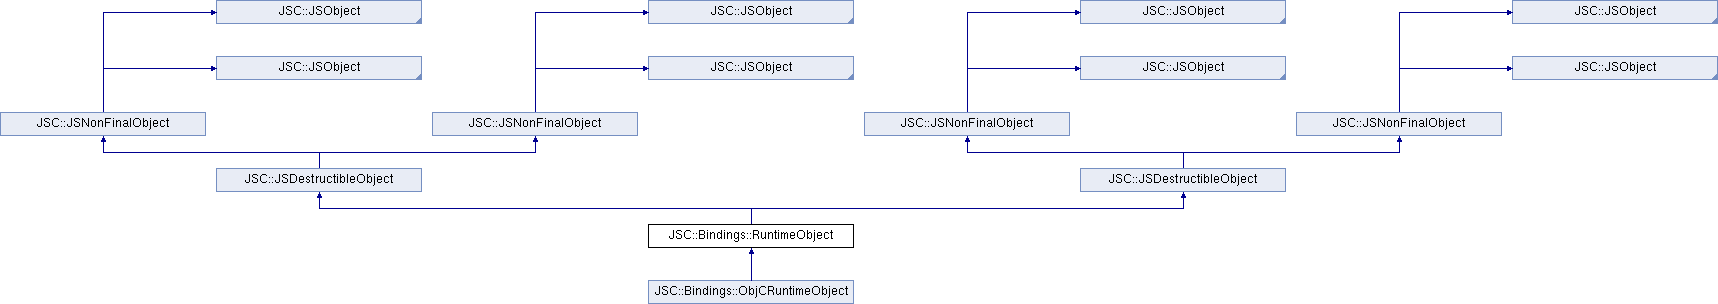 JSC::JSObject
JSC::JSObject
JSC::JSObject
JSC::JSObject
JSC::JSObject
JSC::JSObject
JSC::JSObject
JSC::JSObject
JSC::JSNonFinalObject
JSC::JSNonFinalObject
JSC::JSNonFinalObject
JSC::JSNonFinalObject
JSC::JSDestructibleObject
JSC::JSDestructibleObject
JSC::Bindings::RuntimeObject
JSC::Bindings::ObjCRuntimeObject